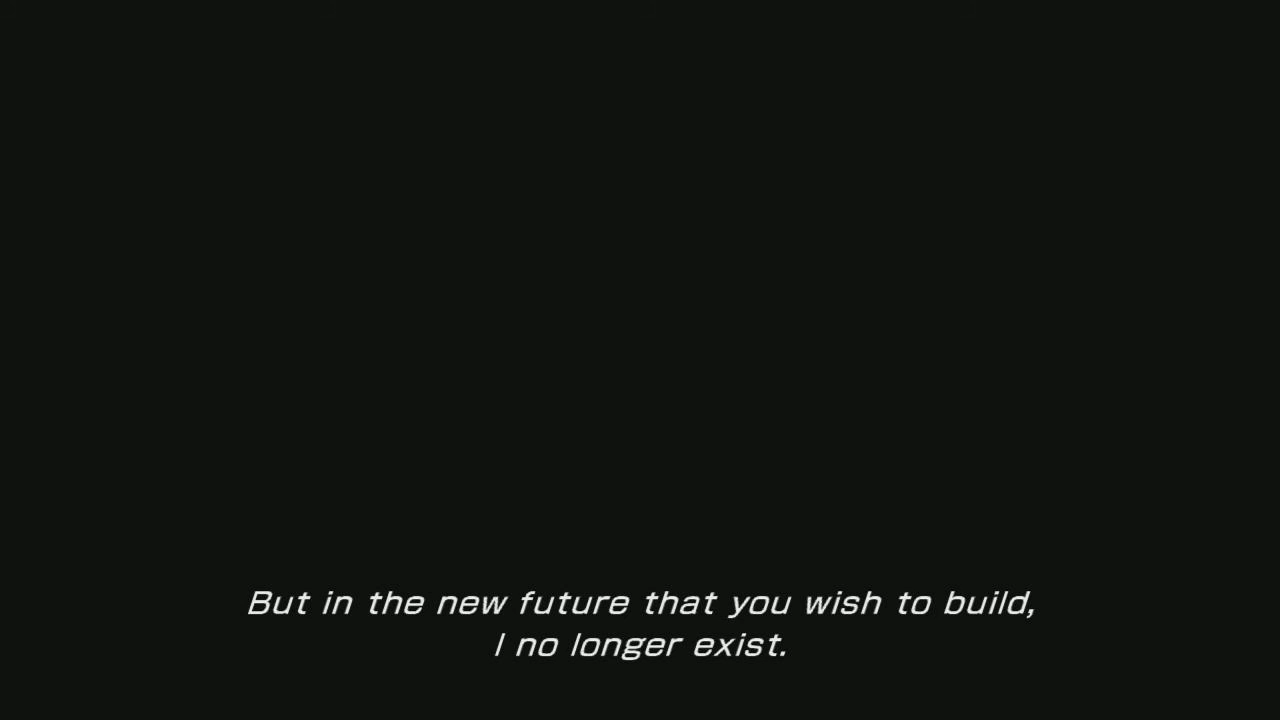 But in the new future that you wish to build,
I no longer exist.